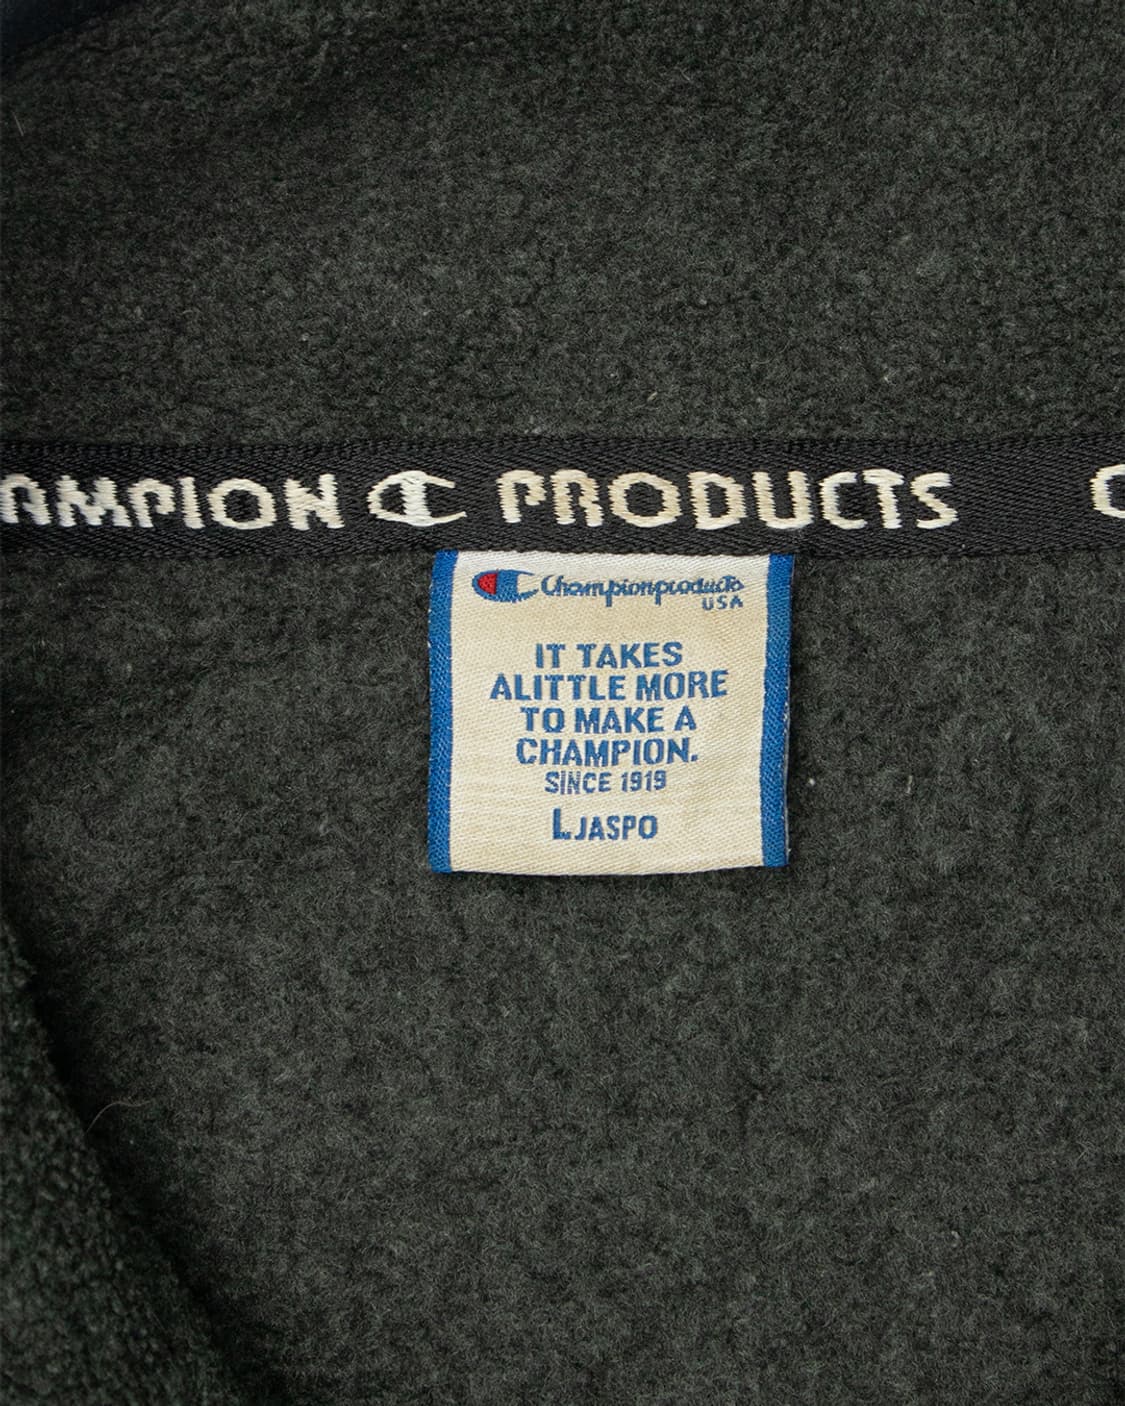 AMPION C PRODUCTS C
Championproducts
USA
IT TAKES
ALITTLE MORE
TO MAKE A
CHAMPION.
SINCE 1919
L JASPO